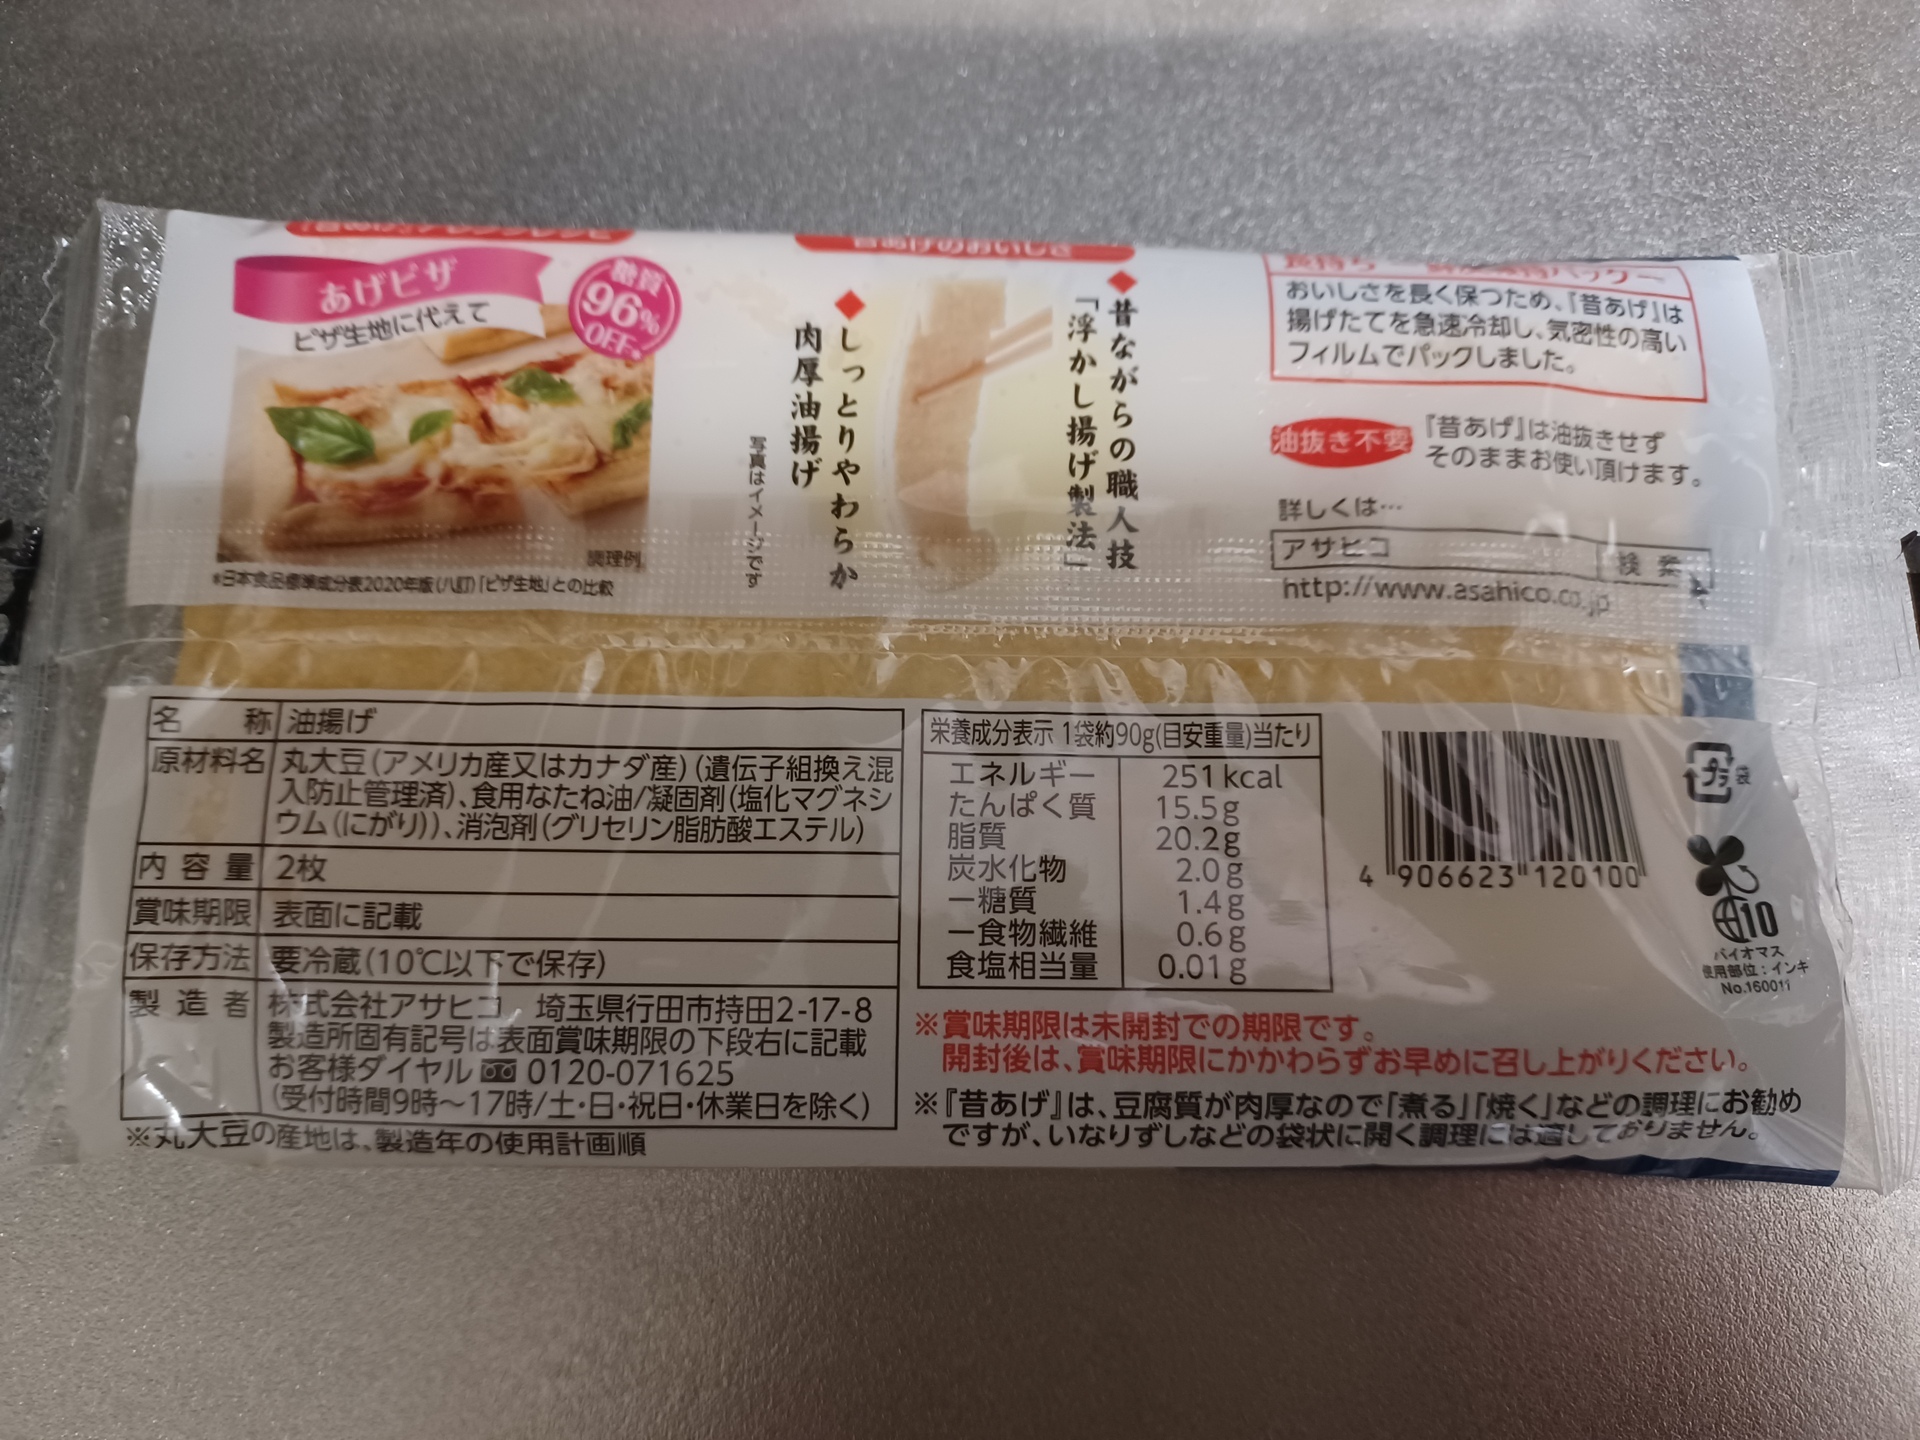 あげピザ
ピザ生地に代えて
糖質
96%
OFF*
調理例
*日本食品標準成分表2020年版(八訂)「ピザ生地」との比較
昔あげのおいしさ
◆昔ながらの職人技
「浮かし揚げ製法」
◆しっとりやわらか
肉厚油揚げ
写真はイメージです
おいしさを長く保つため、『昔あげ』は
揚げたてを急速冷却し、気密性の高い
フィルムでパックしました。
油抜き不要
『昔あげ』は油抜きせず
そのままお使い頂けます。
詳しくは…
アサヒコ 検索
http://www.asahico.co.jp
名称 油揚げ
原材料名 丸大豆(アメリカ産又はカナダ産)(遺伝子組換え混
入防止管理済)、食用なたね油/凝固剤(塩化マグネシ
ウム(にがり))、消泡剤(グリセリン脂肪酸エステル)
内容量 2枚
賞味期限 表面に記載
保存方法 要冷蔵(10℃以下で保存)
製造者 株式会社アサヒコ 埼玉県行田市持田2-17-8
製造所固有記号は表面賞味期限の下段右に記載
お客様ダイヤル 0120-071625
(受付時間9時〜17時/土・日・祝日・休業日を除く)
※丸大豆の産地は、製造年の使用計画順
栄養成分表示 1袋約90g(目安重量)当たり
エネルギー 251kcal
たんぱく質 15.5g
脂質 20.2g
炭水化物 2.0g
ー糖質 1.4g
ー食物繊維 0.6g
食塩相当量 0.01g
4 906623 120100
プラ 袋
10
バイオマス
使用部位：インキ
No.160011
※賞味期限は未開封での期限です。
開封後は、賞味期限にかかわらずお早めに召し上がりください。
※『昔あげ』は、豆腐質が肉厚なので「煮る」「焼く」などの調理にお勧め
ですが、いなりずしなどの袋状に開く調理には適しておりません。